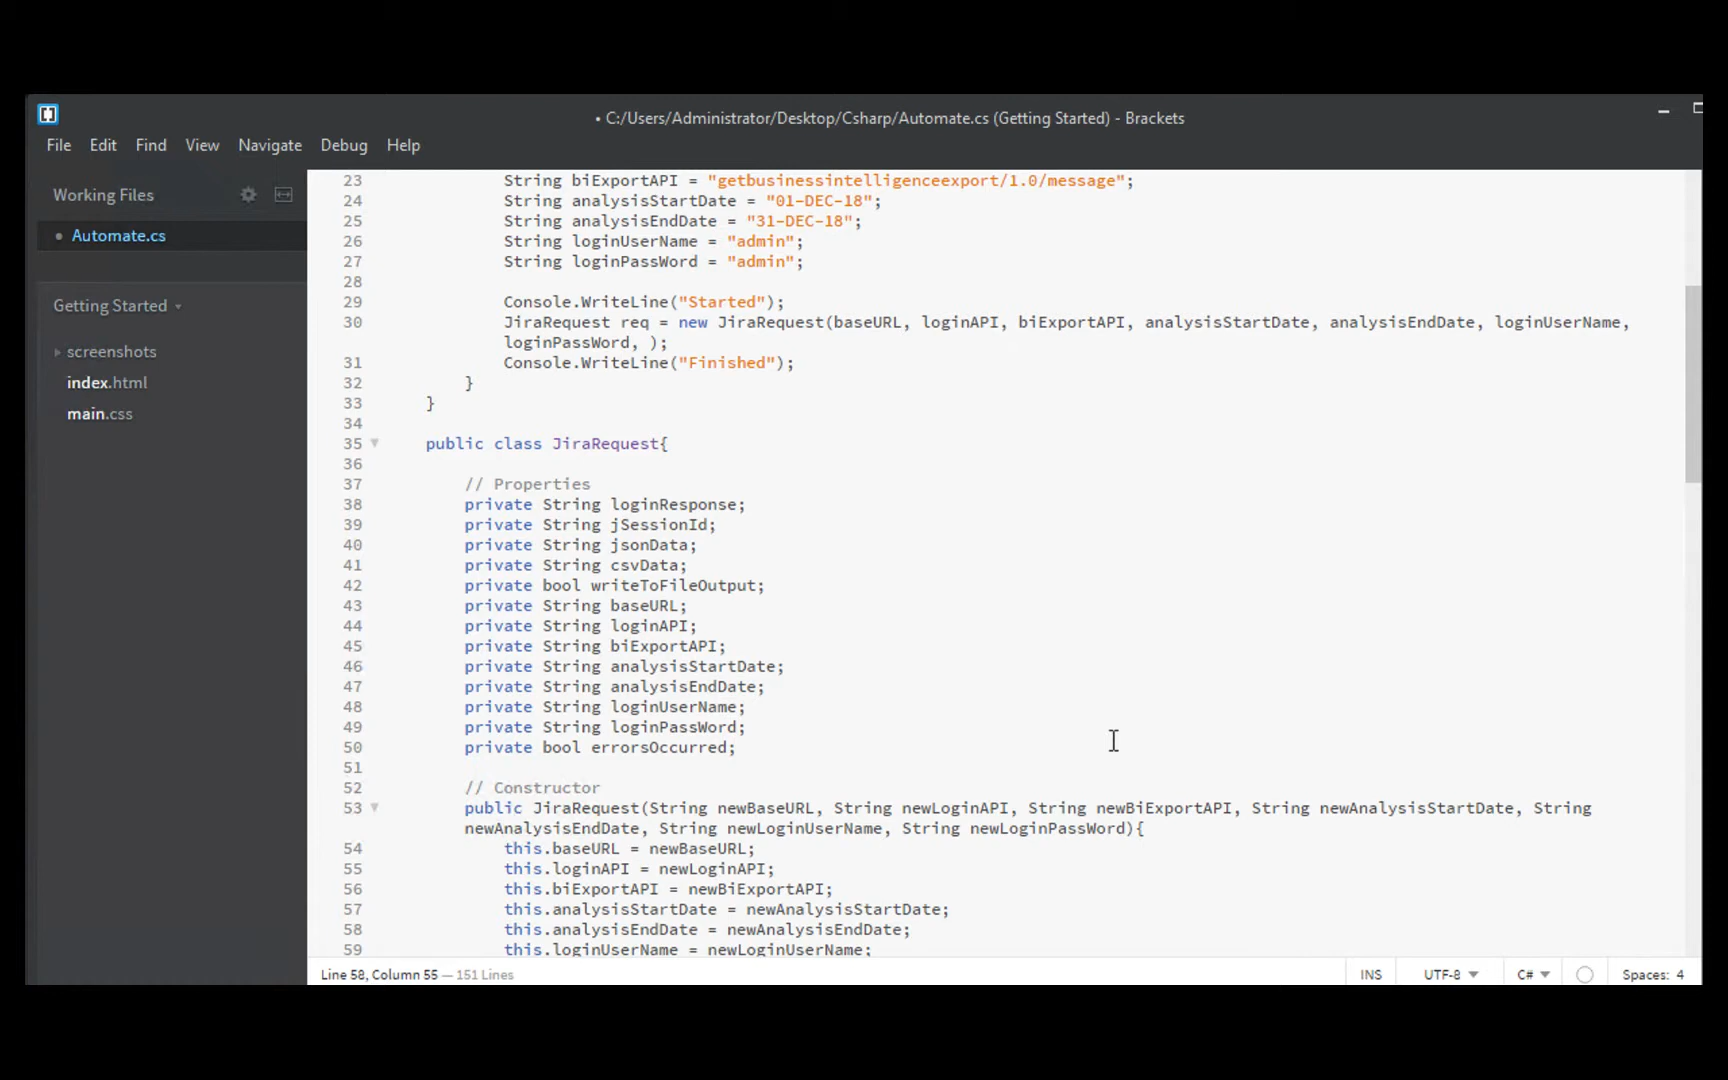 • C:/Users/Administrator/Desktop/Csharp/Automate.cs (Getting Started) - Brackets
File Edit Find View Navigate Debug Help
Working Files
• Automate.cs
Getting Started
screenshots
index.html
main.css
23 String biExportAPI = "getbusinessintelligenceexport/1.0/message";
24 String analysisStartDate = "01-DEC-18";
25 String analysisEndDate = "31-DEC-18";
26 String loginUserName = "admin";
27 String loginPassWord = "admin";
28
29 Console.WriteLine("Started");
30 JiraRequest req = new JiraRequest(baseURL, loginAPI, biExportAPI, analysisStartDate, analysisEndDate, loginUserName,
loginPassWord, );
31 Console.WriteLine("Finished");
32 }
33 }
34
35 public class JiraRequest{
36
37 // Properties
38 private String loginResponse;
39 private String jSessionId;
40 private String jsonData;
41 private String csvData;
42 private bool writeToFileOutput;
43 private String baseURL;
44 private String loginAPI;
45 private String biExportAPI;
46 private String analysisStartDate;
47 private String analysisEndDate;
48 private String loginUserName;
49 private String loginPassWord;
50 private bool errorsOccurred;
51
52 // Constructor
53 public JiraRequest(String newBaseURL, String newLoginAPI, String newBiExportAPI, String newAnalysisStartDate, String
newAnalysisEndDate, String newLoginUserName, String newLoginPassWord){
54 this.baseURL = newBaseURL;
55 this.loginAPI = newLoginAPI;
56 this.biExportAPI = newBiExportAPI;
57 this.analysisStartDate = newAnalysisStartDate;
58 this.analysisEndDate = newAnalysisEndDate;
59 this.loginUserName = newLoginUserName;
Line 58, Column 55 — 151 Lines
INS UTF-8 C# Spaces: 4